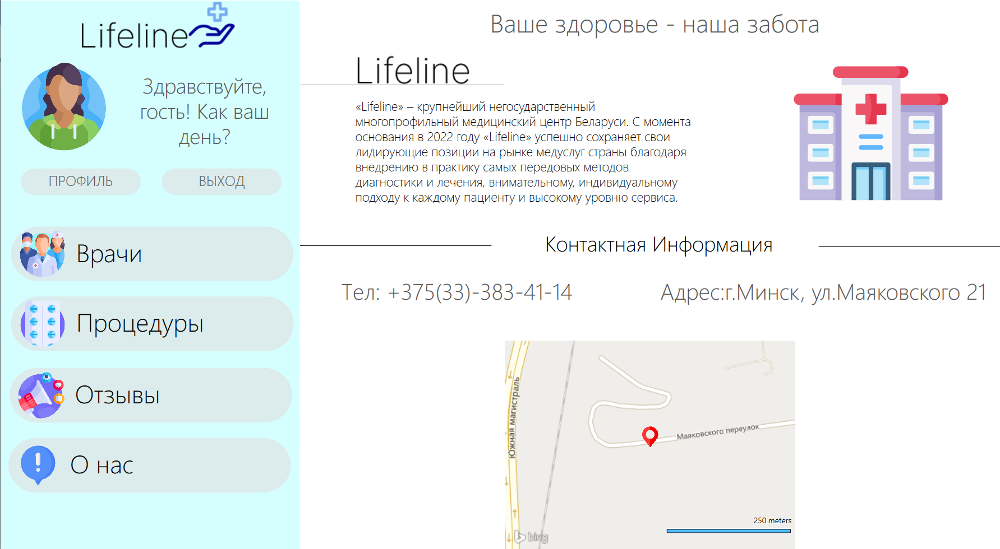 Lifeline
Здравствуйте,
гость! Как ваш
день?
ПРОФИЛЬ
ВЫХОД
Врачи
Процедуры
Отзывы
О нас
Ваше здоровье - наша забота
Lifeline
«Lifeline» – крупнейший негосударственный
многопрофильный медицинский центр Беларуси. С момента
основания в 2022 году «Lifeline» успешно сохраняет свои
лидирующие позиции на рынке медуслуг страны благодаря
внедрению в практику самых передовых методов
диагностики и лечения, внимательному, индивидуальному
подходу к каждому пациенту и высокому уровню сервиса.
Контактная Информация
Тел: +375(33)-383-41-14
Адрес:г.Минск, ул.Маяковского 21
Южная магистраль
Маяковского переулок
250 meters
bing